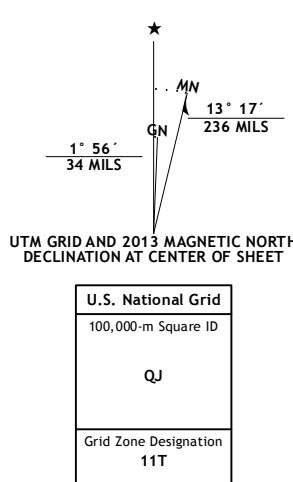 ★
MN
13° 17´
236 MILS
GN
1° 56´
34 MILS
UTM GRID AND 2013 MAGNETIC NORTH
DECLINATION AT CENTER OF SHEET
U.S. National Grid
100,000-m Square ID
QJ
Grid Zone Designation
11T